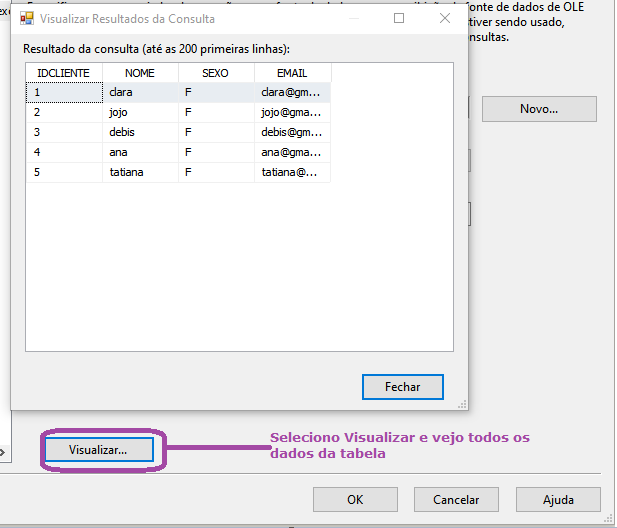 Visualizar Resultados da Consulta
fonte de dados de OLE
tiver sendo usado,
Resultado da consulta (até as 200 primeiras linhas):
nsultas.
IDCLIENTE NOME SEXO EMAIL
1 clara F clara@gm...
2 jojo F jojo@gma...
3 debis F debis@gm...
4 ana F ana@gma...
5 tatiana F tatiana@...
Novo...
Fechar
Visualizar...
Seleciono Visualizar e vejo todos os
dados da tabela
OK Cancelar Ajuda